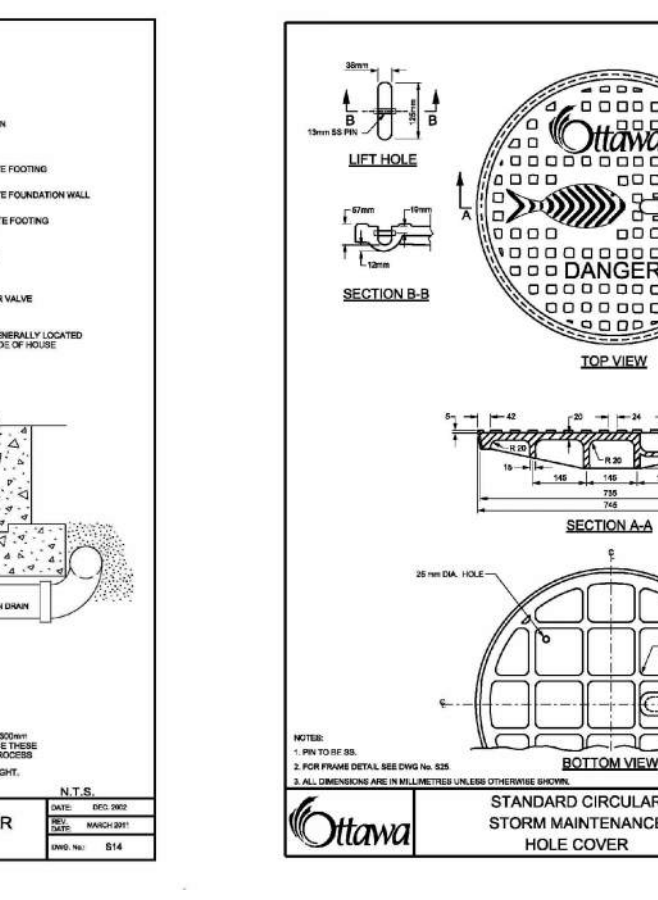 N
E FOOTING
E FOUNDATION WALL
TE FOOTING
R VALVE
ENERALLY LOCATED
DE OF HOUSE
N DRAIN
300mm
E THESE
ROCESS
GHT.
N.T.S.
R
DATE: DEC. 2002
REV. DATE: MARCH 2011
DWG. No.: S14
38mm
125mm
B
B
13mm SS PIN
LIFT HOLE
57mm
19mm
12mm
SECTION B-B
A
Ottawa
DANGER
TOP VIEW
5
42
20
24
R 20
R 20
15
145
145
735
745
SECTION A-A
25 mm DIA. HOLE
BOTTOM VIEW
NOTES:
1. PIN TO BE SS.
2. FOR FRAME DETAIL SEE DWG No. S25
3. ALL DIMENSIONS ARE IN MILLIMETRES UNLESS OTHERWISE SHOWN.
Ottawa
STANDARD CIRCULAR
STORM MAINTENANCE
HOLE COVER